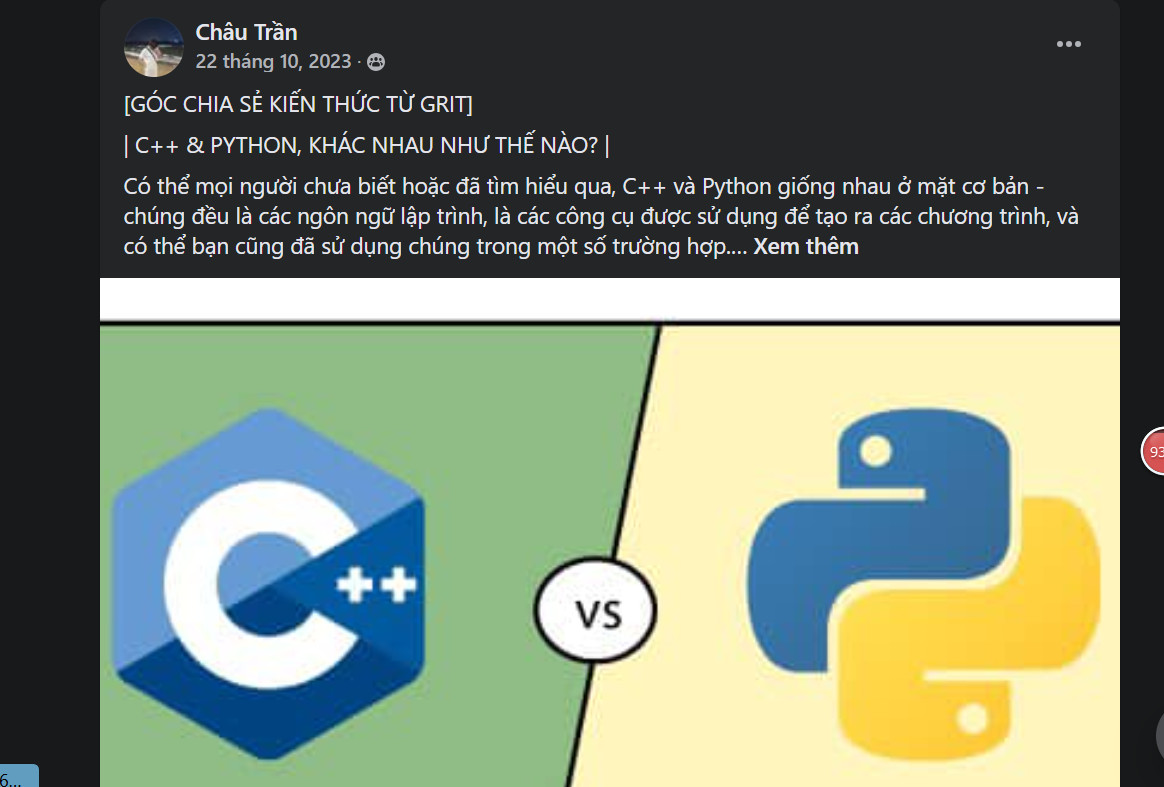 Châu Trần
22 tháng 10, 2023 ·
[GÓC CHIA SẺ KIẾN THỨC TỪ GRIT]
| C++ & PYTHON, KHÁC NHAU NHƯ THẾ NÀO? |
Có thể mọi người chưa biết hoặc đã tìm hiểu qua, C++ và Python giống nhau ở mặt cơ bản -
chúng đều là các ngôn ngữ lập trình, là các công cụ được sử dụng để tạo ra các chương trình, và
có thể bạn cũng đã sử dụng chúng trong một số trường hợp.... Xem thêm
C++
VS
93
6...